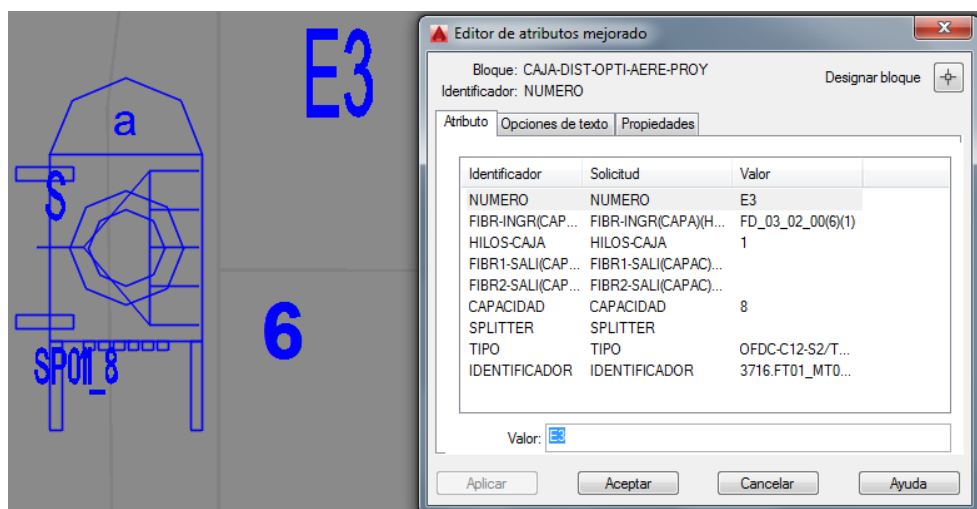 E3
a
S
SP01_8
6
Editor de atributos mejorado
Bloque: CAJA-DIST-OPTI-AERE-PROY
Identificador: NUMERO
Designar bloque
Atributo Opciones de texto Propiedades
Identificador Solicitud Valor
NUMERO NUMERO E3
FIBR-INGR(CAP... FIBR-INGR(CAPA)(H... FD_03_02_00(6)(1)
HILOS-CAJA HILOS-CAJA 1
FIBR1-SALI(CAP... FIBR1-SALI(CAPAC)...
FIBR2-SALI(CAP... FIBR2-SALI(CAPAC)...
CAPACIDAD CAPACIDAD 8
SPLITTER SPLITTER
TIPO TIPO OFDC-C12-S2/T...
IDENTIFICADOR IDENTIFICADOR 3716.FT01_MT0...
Valor: E3
Aplicar Aceptar Cancelar Ayuda